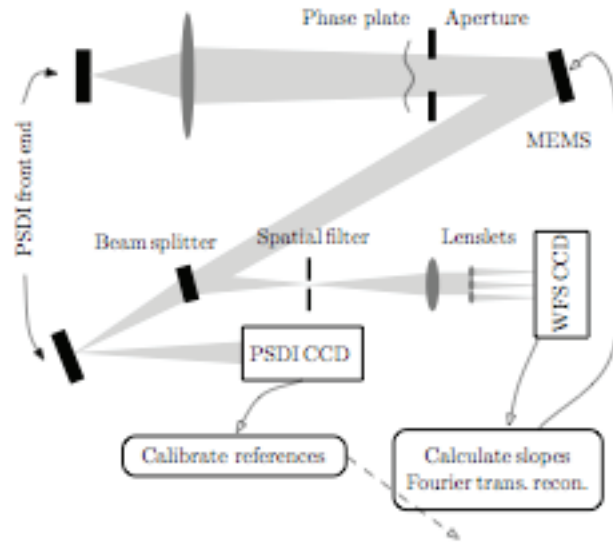 Phase plate
Aperture
MEMS
PSDI front end
Beam splitter
Spatial filter
Lenslets
WFS CCD
PSDI CCD
Calibrate references
Calculate slopes
Fourier trans. recon.